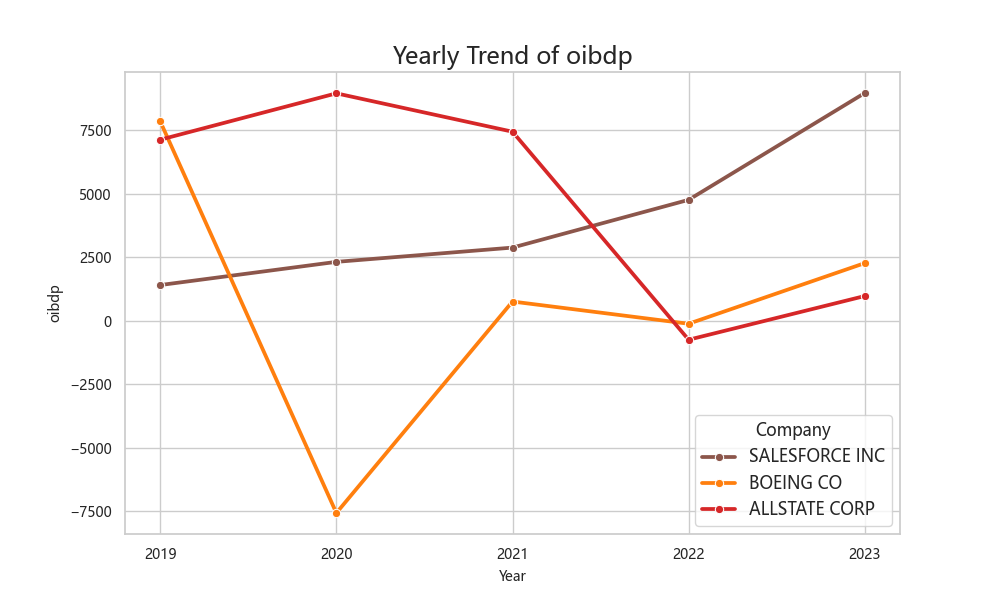 Yearly Trend of oibdp
7500
5000
2500
0
−2500
−5000
−7500
oibdp
2019 2020 2021 2022 2023
Year
Company
SALESFORCE INC
BOEING CO
ALLSTATE CORP